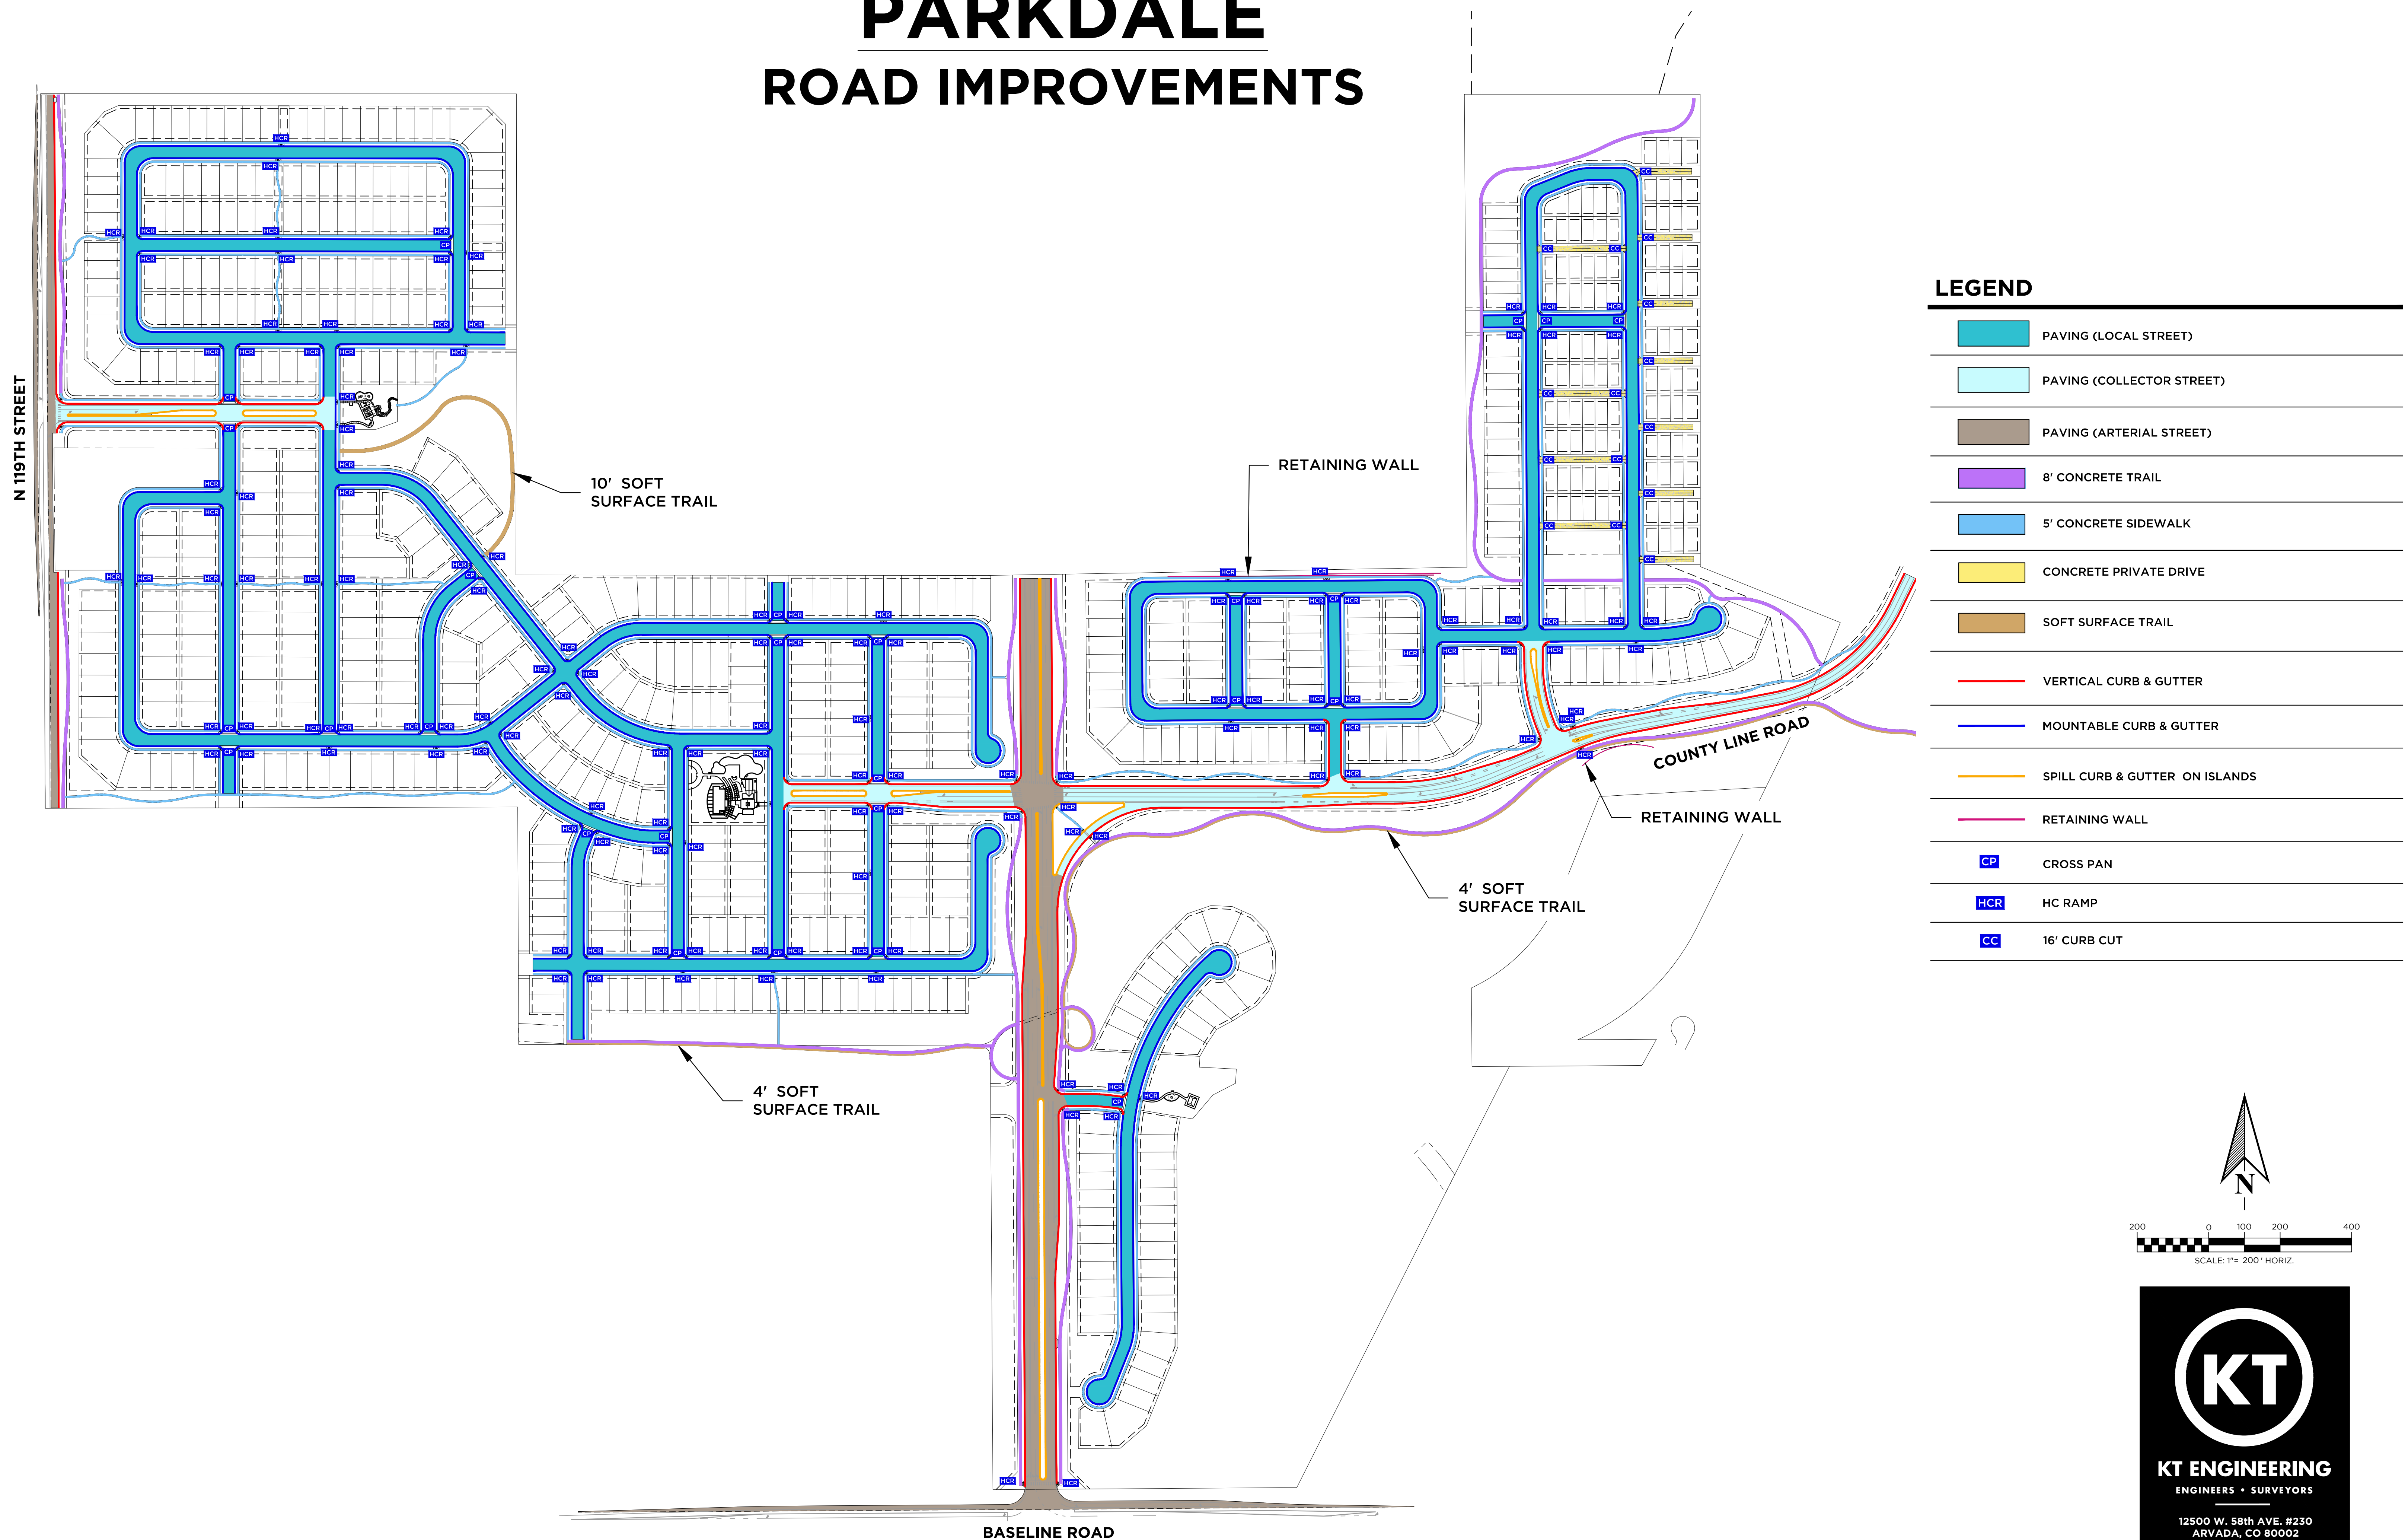 PARKDALE
ROAD IMPROVEMENTS
N 119TH STREET
10' SOFT
SURFACE TRAIL
RETAINING WALL
COUNTY LINE ROAD
RETAINING WALL
4' SOFT
SURFACE TRAIL
4' SOFT
SURFACE TRAIL
BASELINE ROAD
LEGEND
PAVING (LOCAL STREET)
PAVING (COLLECTOR STREET)
PAVING (ARTERIAL STREET)
8' CONCRETE TRAIL
5' CONCRETE SIDEWALK
CONCRETE PRIVATE DRIVE
SOFT SURFACE TRAIL
VERTICAL CURB & GUTTER
MOUNTABLE CURB & GUTTER
SPILL CURB & GUTTER ON ISLANDS
RETAINING WALL
CP CROSS PAN
HCR HC RAMP
CC 16' CURB CUT
N
200 0 100 200 400
SCALE: 1"= 200' HORIZ.
KT
KT ENGINEERING
ENGINEERS • SURVEYORS
12500 W. 58th AVE. #230
ARVADA, CO 80002